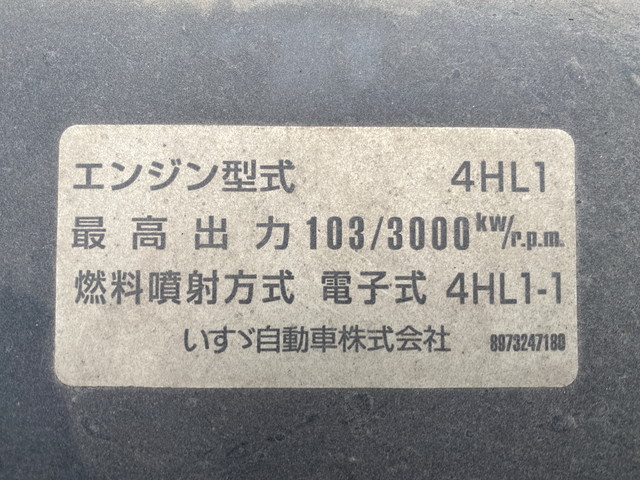 エンジン型式 4HL1
最高出力 103/3000 kW/r.p.m.
燃料噴射方式 電子式 4HL1-1
いすゞ自動車株式会社 8973247180